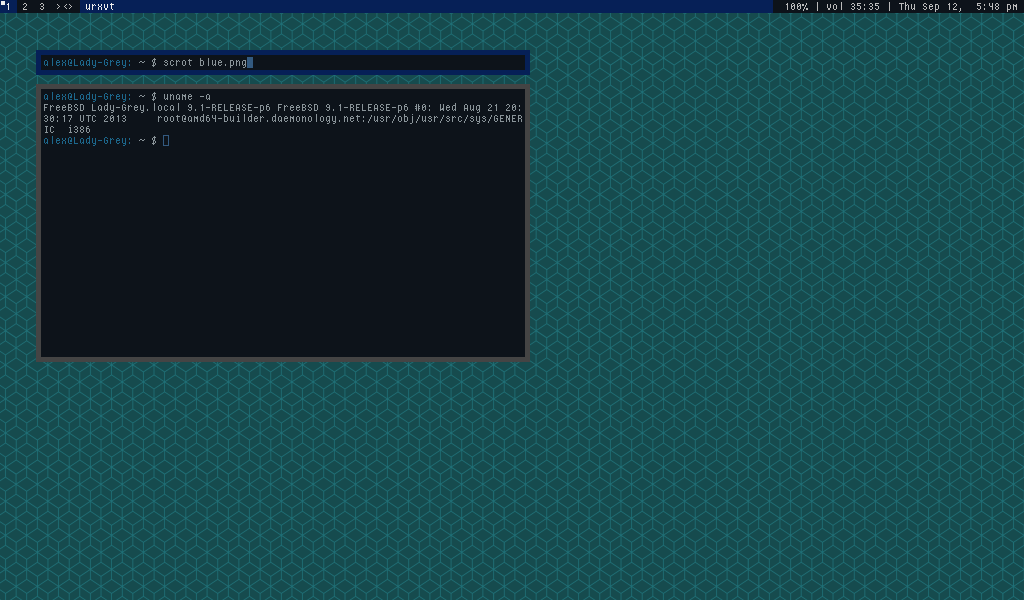 1 2 3 ><> urxvt 100% | vol 35:35 | Thu Sep 12, 5:48 pm
alex@Lady-Grey: ~ $ scrot blue.png
alex@Lady-Grey: ~ $ uname -a
FreeBSD Lady-Grey.local 9.1-RELEASE-p6 FreeBSD 9.1-RELEASE-p6 #0: Wed Aug 21 20:
30:17 UTC 2013     root@amd64-builder.daemonology.net:/usr/obj/usr/src/sys/GENER
IC  i386
alex@Lady-Grey: ~ $